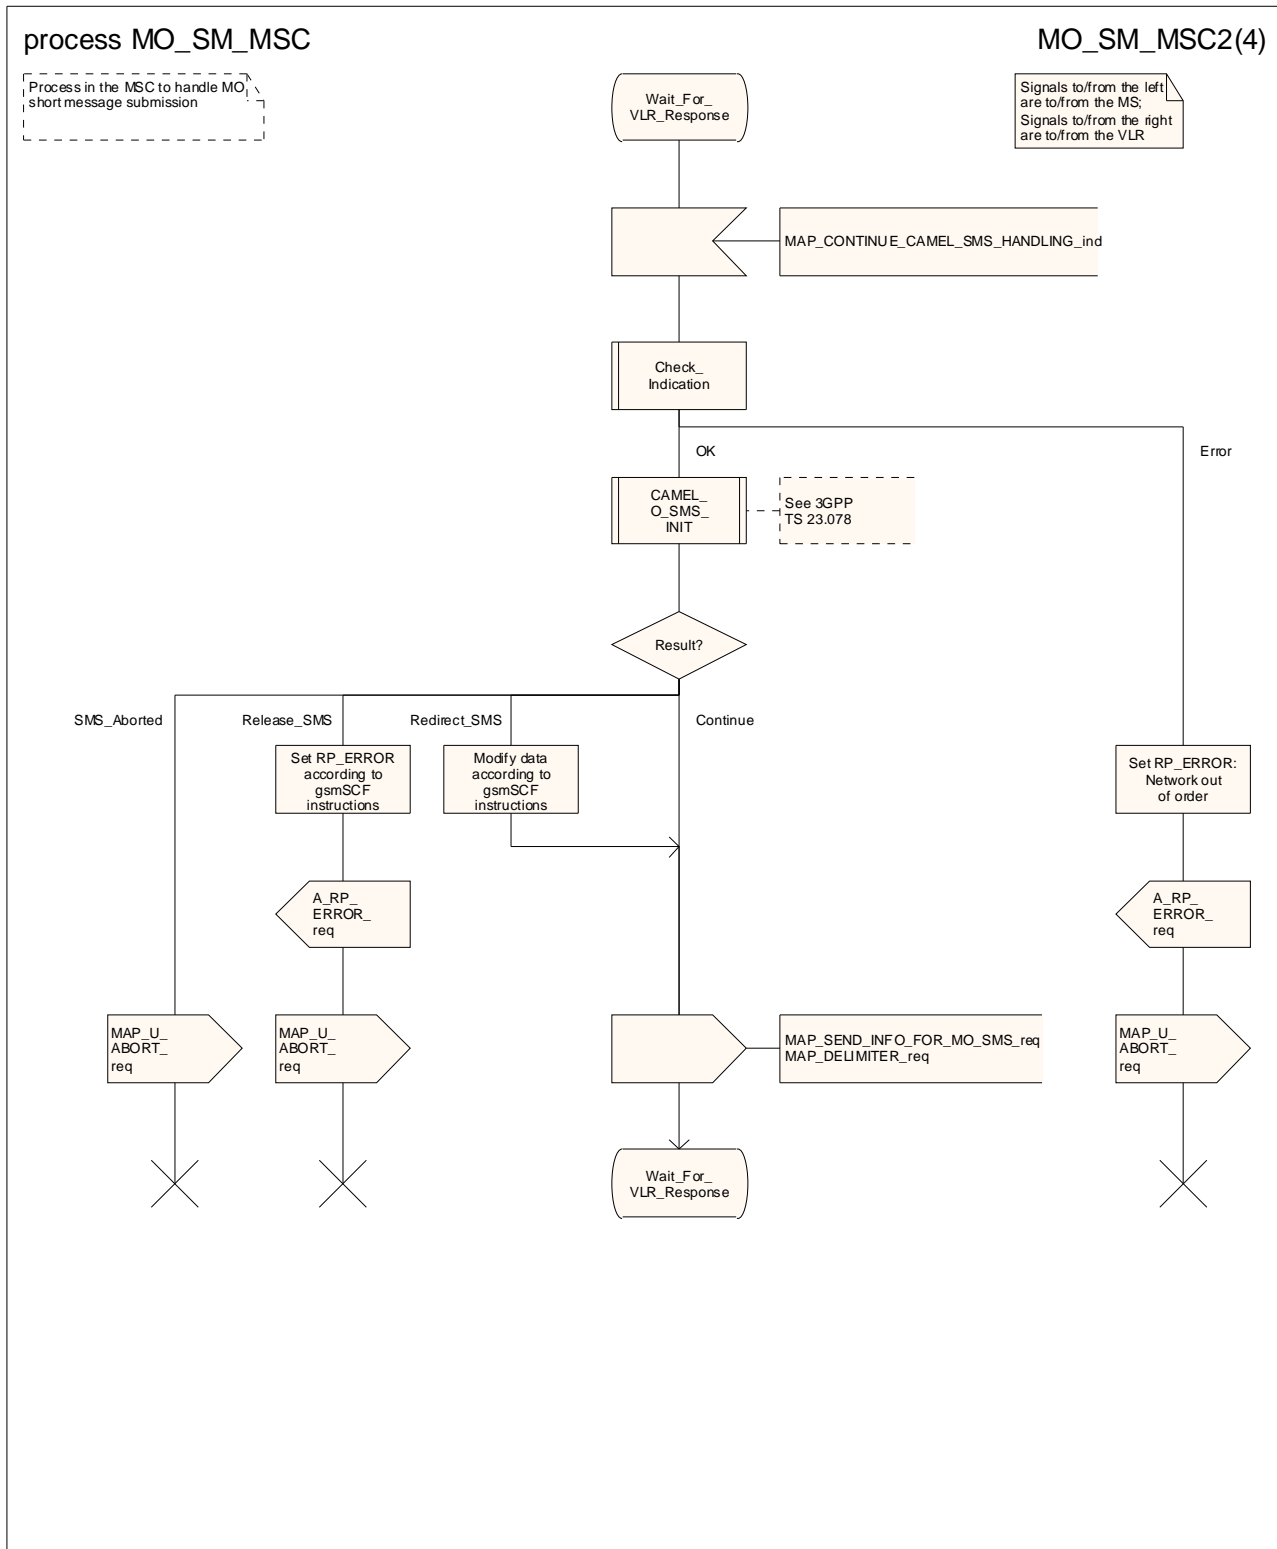 process MO_SM_MSC
MO_SM_MSC2(4)
Process in the MSC to handle MO
short message submission
Wait_For_
VLR_Response
Signals to/from the left
are to/from the MS;
Signals to/from the right
are to/from the VLR
MAP_CONTINUE_CAMEL_SMS_HANDLING_ind
Check_
Indication
OK
Error
CAMEL_
O_SMS_
INIT
See 3GPP
TS 23.078
Result?
SMS_Aborted
Release_SMS
Redirect_SMS
Continue
Set RP_ERROR
according to
gsmSCF
instructions
Modify data
according to
gsmSCF
instructions
Set RP_ERROR:
Network out
of order
A_RP_
ERROR_
req
A_RP_
ERROR_
req
MAP_U_
ABORT_
req
MAP_U_
ABORT_
req
MAP_SEND_INFO_FOR_MO_SMS_req
MAP_DELIMITER_req
MAP_U_
ABORT_
req
Wait_For_
VLR_Response